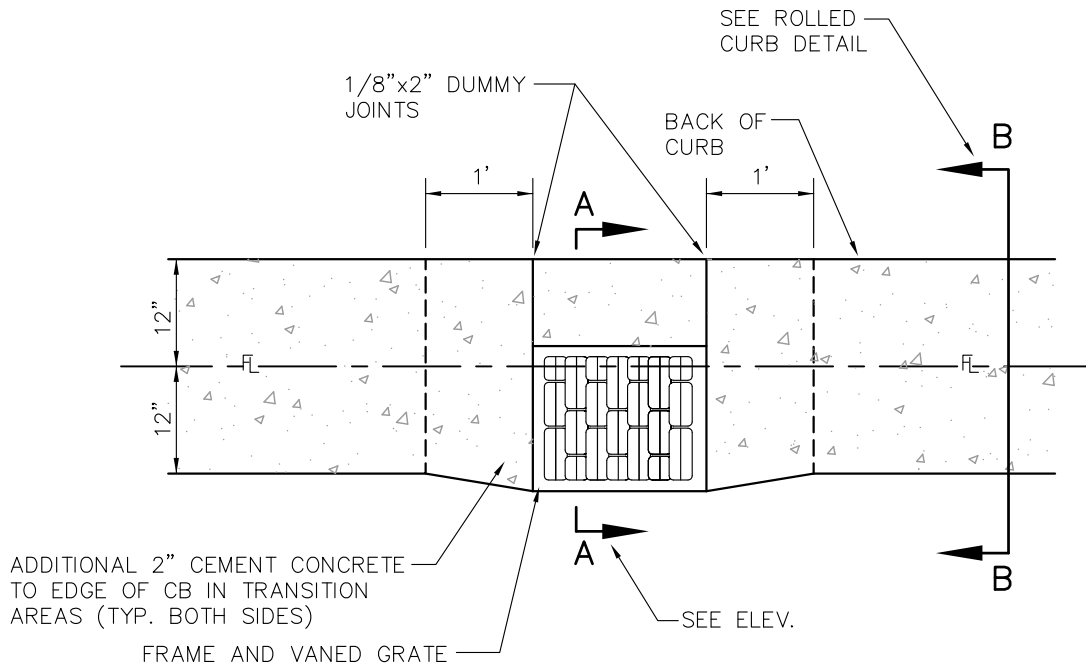 SEE ROLLED
CURB DETAIL
1/8”x2” DUMMY
JOINTS
BACK OF
CURB
B
1'
1'
A
12”
FL
FL
12”
A
B
ADDITIONAL 2” CEMENT CONCRETE
TO EDGE OF CB IN TRANSITION
AREAS (TYP. BOTH SIDES)
SEE ELEV.
FRAME AND VANED GRATE